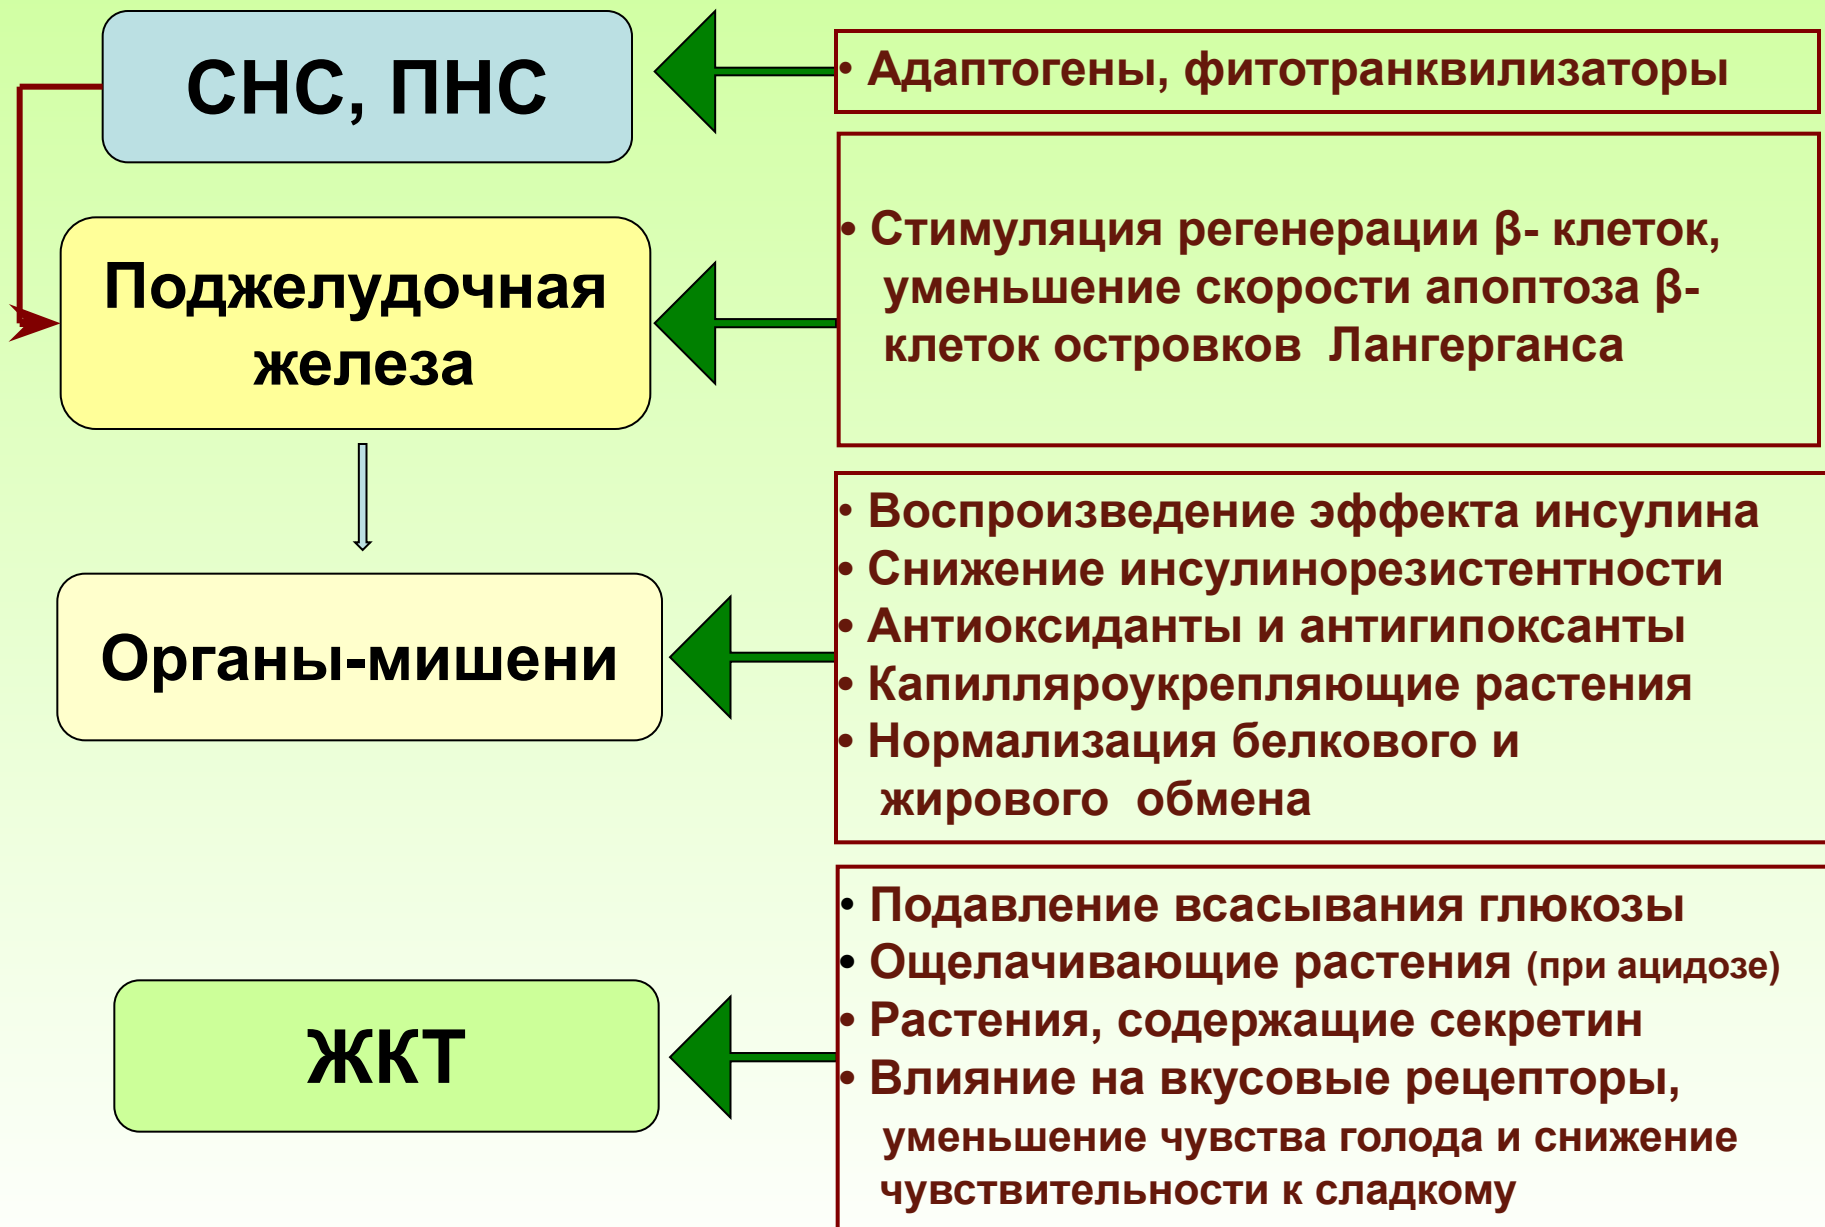 СНС, ПНС
• Адаптогены, фитотранквилизаторы
Поджелудочная
железа
• Стимуляция регенерации β- клеток,
уменьшение скорости апоптоза β-
клеток островков Лангерганса
Органы-мишени
• Воспроизведение эффекта инсулина
• Снижение инсулинорезистентности
• Антиоксиданты и антигипоксанты
• Капилляроукрепляющие растения
• Нормализация белкового и
жирового обмена
ЖКТ
• Подавление всасывания глюкозы
• Ощелачивающие растения (при ацидозе)
• Растения, содержащие секретин
• Влияние на вкусовые рецепторы,
уменьшение чувства голода и снижение
чувствительности к сладкому